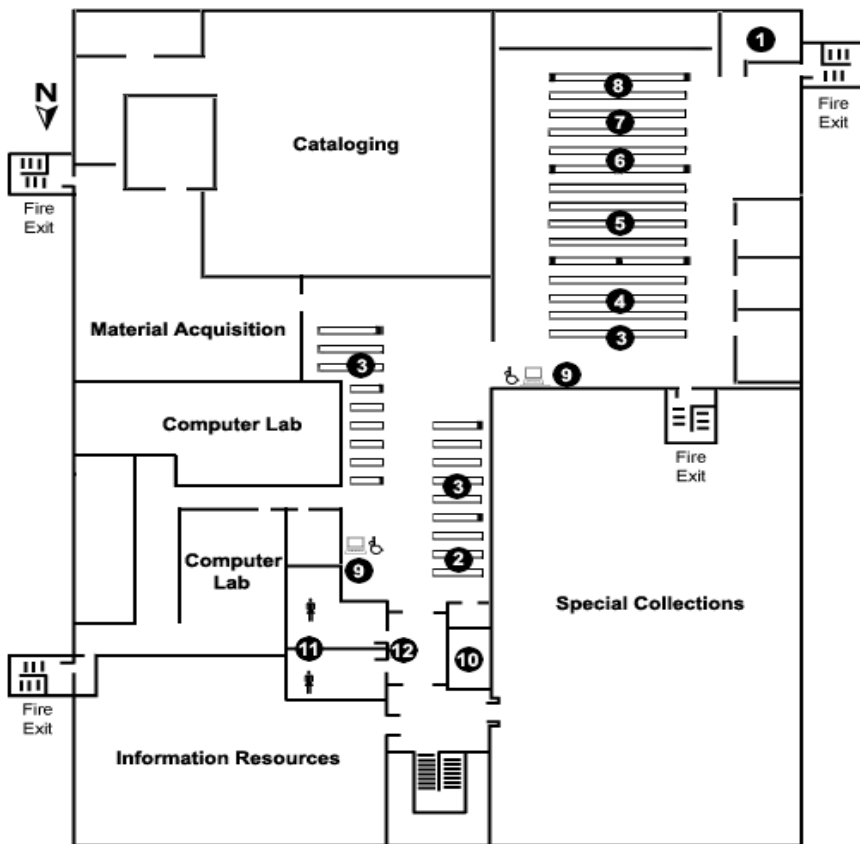 1
8
N
Fire
Exit
7
Cataloging
6
Fire
Exit
5
4
Material Acquisition
3
3
9
Computer Lab
Fire
Exit
3
Computer
Lab
9
2
Special Collections
11
12
10
Fire
Exit
Information Resources